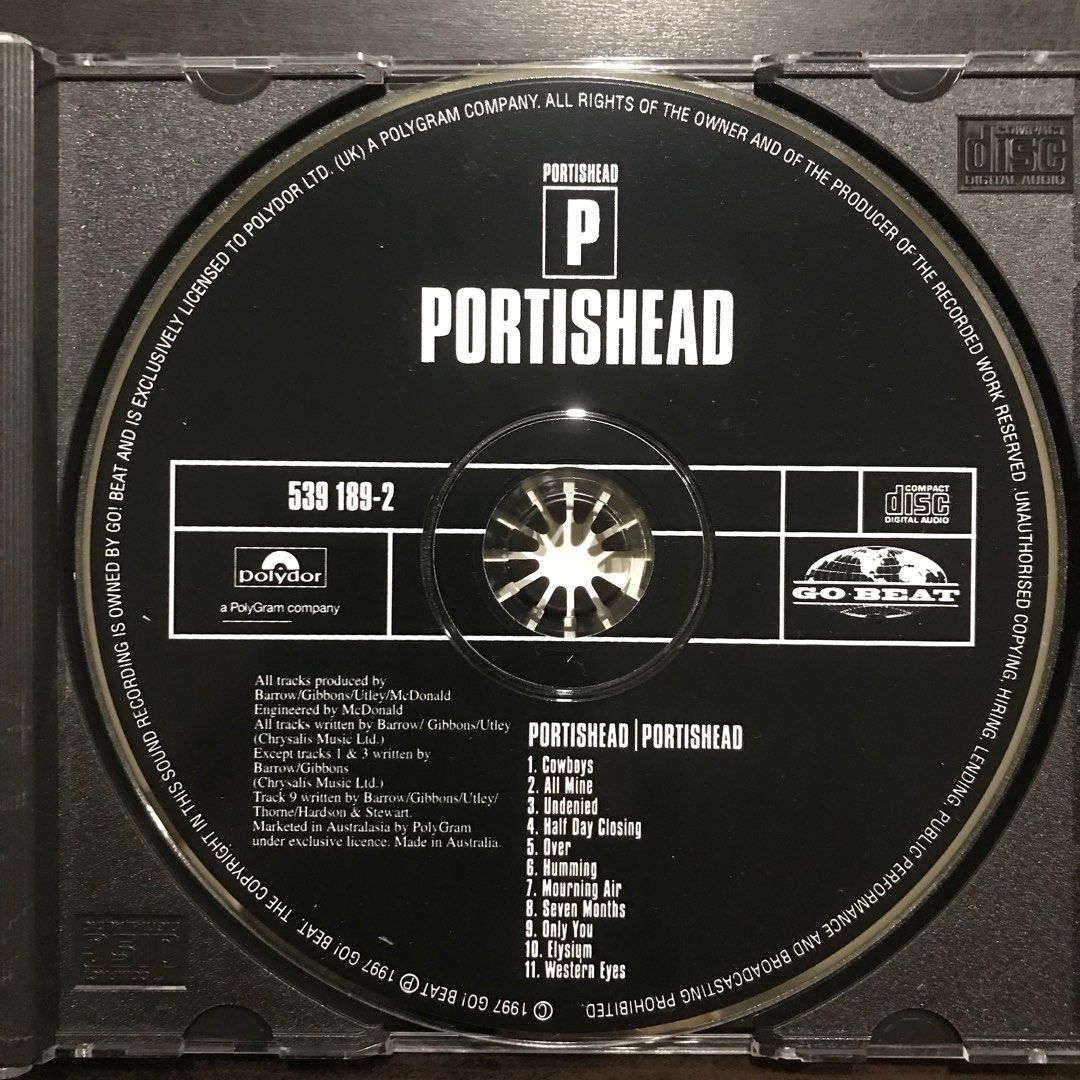 PORTISHEAD
P
PORTISHEAD
539 189-2
COMPACT
disc
DIGITAL AUDIO
polydor
a PolyGram company
GO·BEAT
All tracks produced by
Barrow/Gibbons/Utley/McDonald
Engineered by McDonald
All tracks written by Barrow/ Gibbons/Utley
(Chrysalis Music Ltd.)
Except tracks 1 & 3 written by
Barrow/Gibbons
(Chrysalis Music Ltd.)
Track 9 written by Barrow/Gibbons/Utley/
Thorne/Hardson & Stewart.
Marketed in Australasia by PolyGram
under exclusive licence. Made in Australia.
PORTISHEAD|PORTISHEAD
1. Cowboys
2. All Mine
3. Undenied
4. Half Day Closing
5. Over
6. Humming
7. Mourning Air
8. Seven Months
9. Only You
10. Elysium
11. Western Eyes
Ⓟ 1997 GO! BEAT. THE COPYRIGHT IN THIS SOUND RECORDING IS OWNED BY GO! BEAT AND IS EXCLUSIVELY LICENSED TO POLYDOR LTD. (UK) A POLYGRAM COMPANY. ALL RIGHTS OF THE OWNER AND OF THE PRODUCER OF THE RECORDED WORK RESERVED .UNAUTHORISED COPYING, HIRING, LENDING, PUBLIC PERFORMANCE AND BROADCASTING PROHIBITED.
© 1997 GO! BEAT
COMPACT
disc
DIGITAL AUDIO